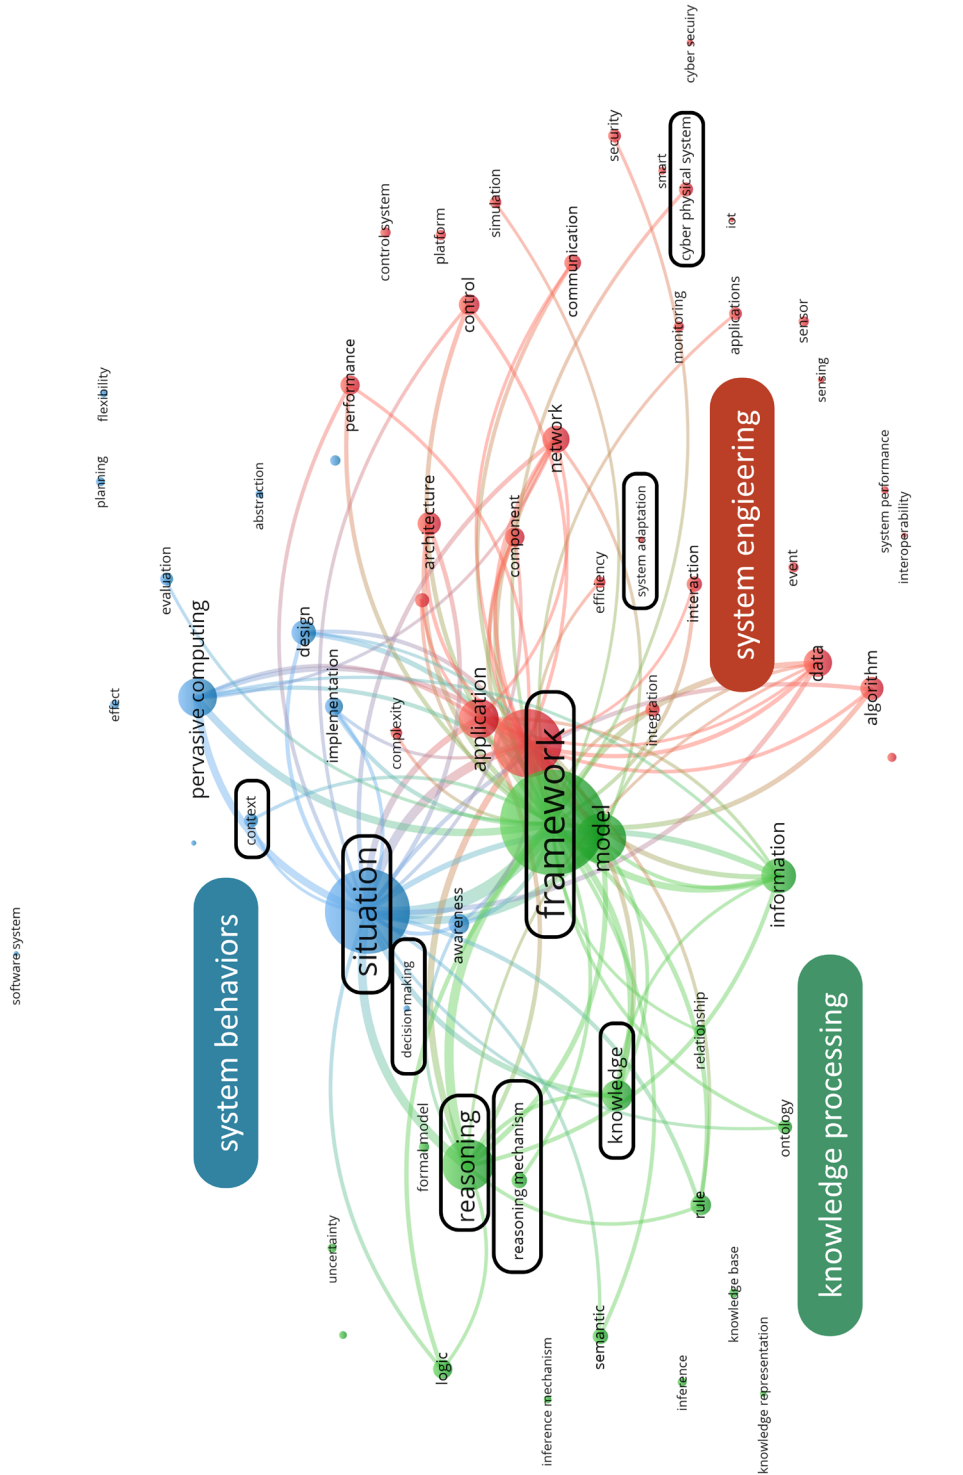 software system
planning
flexibility
effect
evaluation
pervasive computing
system behaviors
context
abstraction
design
uncertainty
implementation
performance
situation
control system
complexity
decision making
formal model
architecture
platform
logic
awareness
reasoning
control
application
simulation
component
reasoning mechanism
inference mechanism
framework
network
communication
semantic
efficiency
model
security
knowledge
system adaptation
integration
smart
monitoring
inference
cyber physical system
cyber secuiry
interaction
rule
relationship
iot
knowledge base
applications
system engieering
knowledge representation
information
ontology
event
sensor
data
sensing
knowledge processing
algorithm
system performance
interoperability